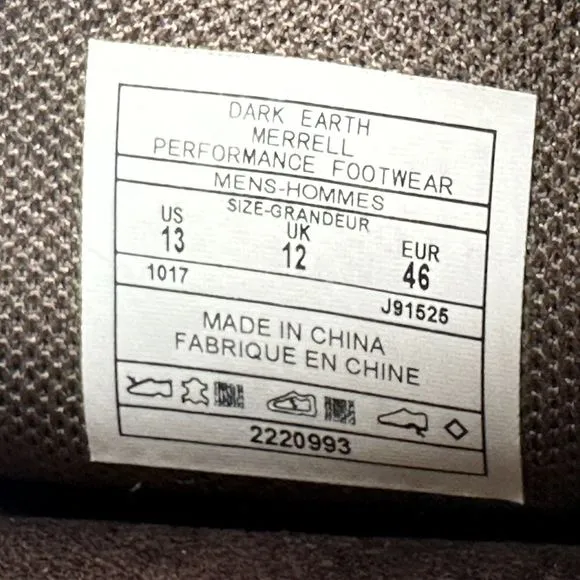 DARK EARTH
MERRELL
PERFORMANCE FOOTWEAR
MENS-HOMMES
SIZE-GRANDEUR
US UK EUR
13 12 46
1017 J91525
MADE IN CHINA
FABRIQUE EN CHINE
2220993